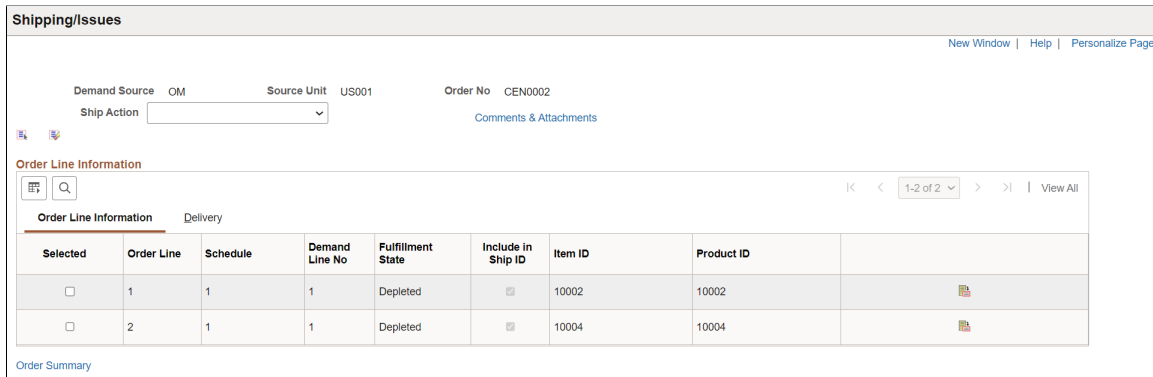 Shipping/Issues
New Window | Help | Personalize Page
Demand Source OM Source Unit US001 Order No CEN0002
Ship Action Comments & Attachments
Order Line Information
1-2 of 2 | View All
Order Line Information Delivery
Selected Order Line Schedule Demand Line No Fulfillment State Include in Ship ID Item ID Product ID
1 1 1 Depleted 10002 10002
2 1 1 Depleted 10004 10004
Order Summary